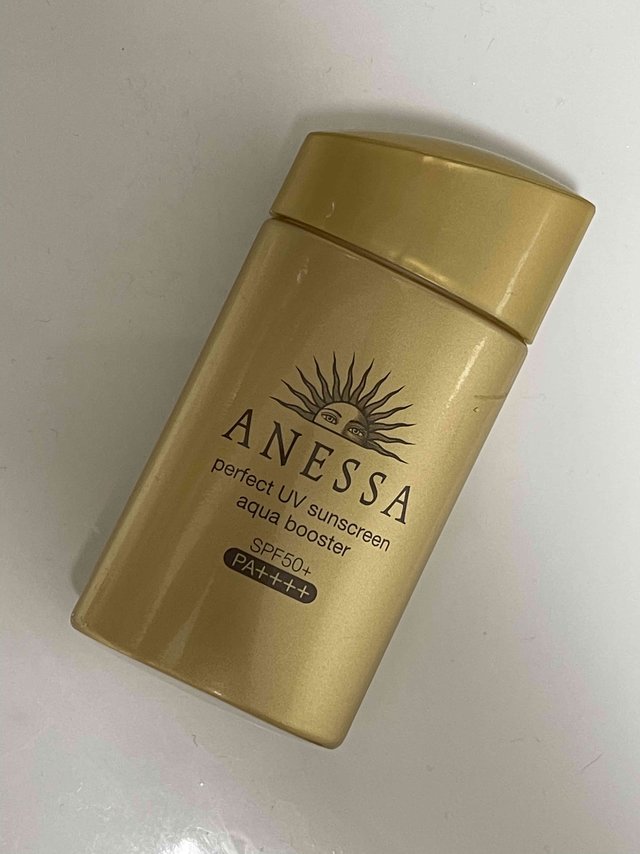 ANESSA
perfect UV sunscreen
aqua booster
SPF50+
PA++++